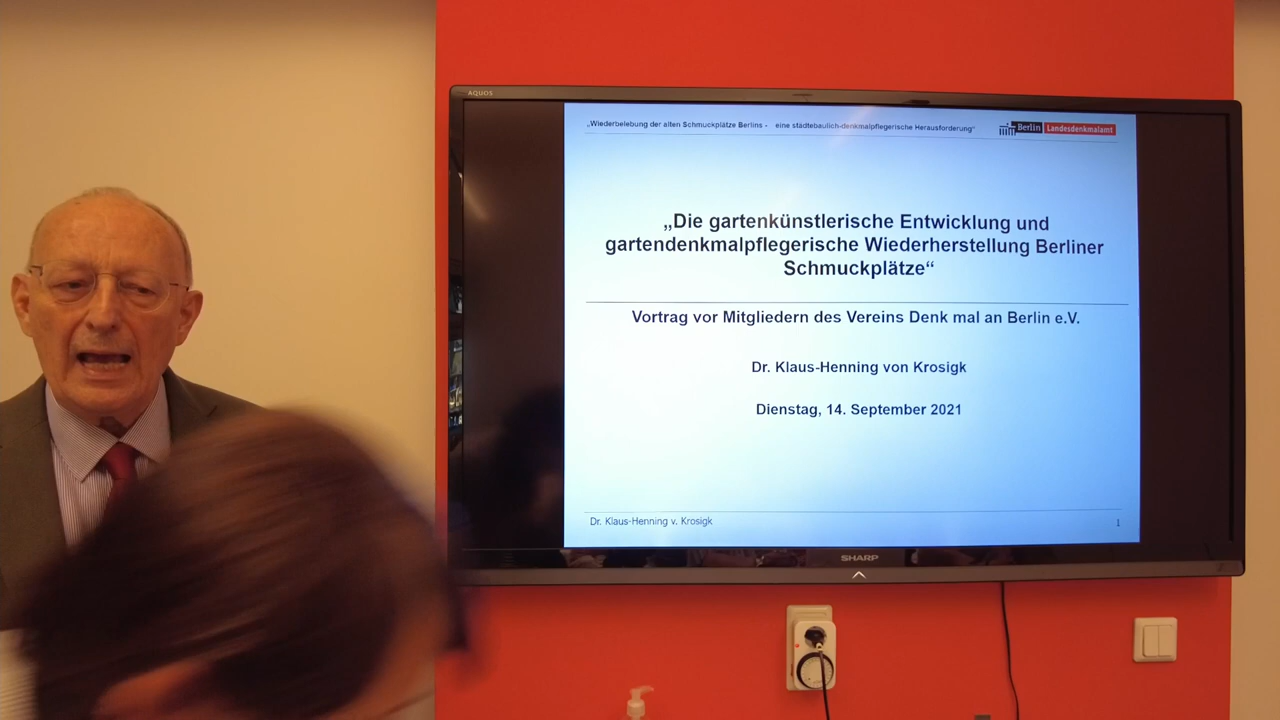 AQUOS
„Wiederbelebung der alten Schmuckplätze Berlins - eine städtebaulich-denkmalpflegerische Herausforderung“
Berlin Landesdenkmalamt
„Die gartenkünstlerische Entwicklung und
gartendenkmalpflegerische Wiederherstellung Berliner
Schmuckplätze“
Vortrag vor Mitgliedern des Vereins Denk mal an Berlin e.V.
Dr. Klaus-Henning von Krosigk
Dienstag, 14. September 2021
Dr. Klaus-Henning v. Krosigk
1
SHARP